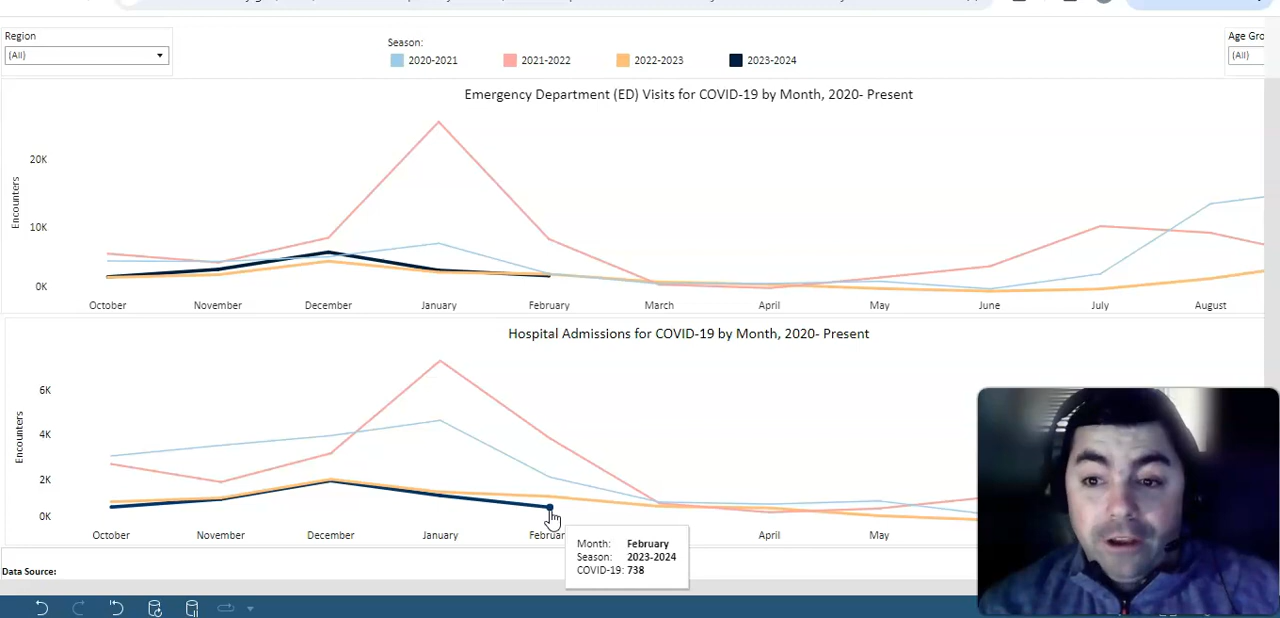 Region
(All)
Season:
2020-2021 2021-2022 2022-2023 2023-2024
Age Gro
(All)
Emergency Department (ED) Visits for COVID-19 by Month, 2020- Present
Encounters
20K
10K
0K
October November December January February March April May June July August
Hospital Admissions for COVID-19 by Month, 2020- Present
Encounters
6K
4K
2K
0K
October November December January Februar April May
Month: February
Season: 2023-2024
COVID-19: 738
Data Source: